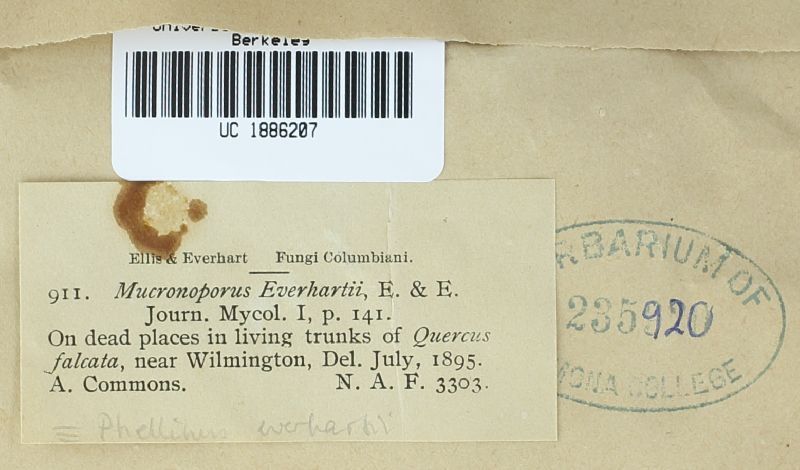 Berkeley
UC 1886207
Ellis & Everhart Fungi Columbiani.
911. Mucronoporus Everhartii, E. & E.
Journ. Mycol. I, p. 141.
On dead places in living trunks of Quercus
falcata, near Wilmington, Del. July, 1895.
A. Commons. N. A. F. 3303.
≡ Phellinus everhartii
RBARIUM OF
235920
MONA COLLEGE